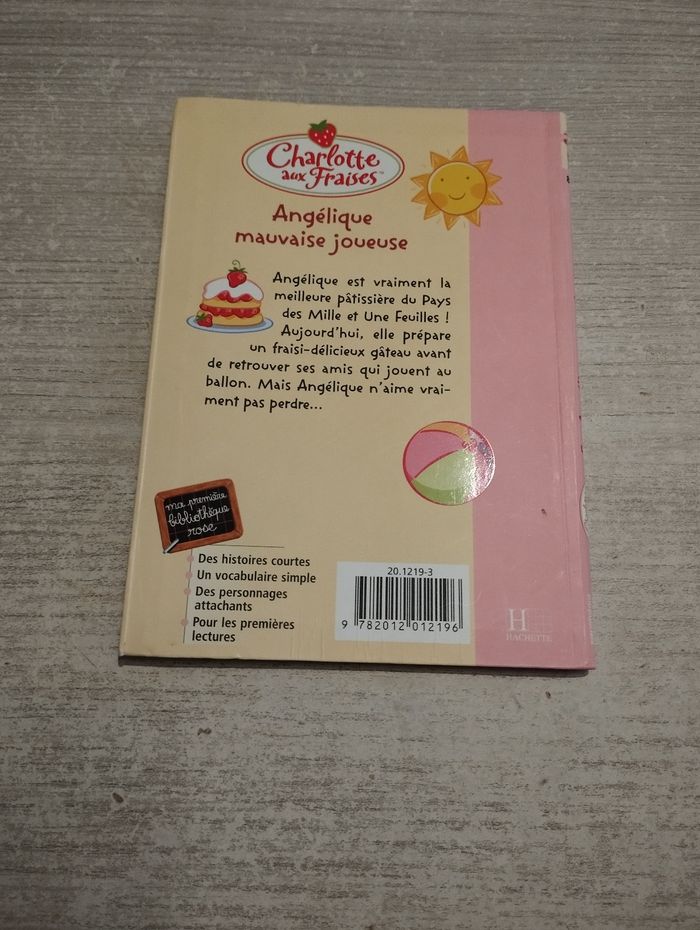 Charlotte
aux Fraises™
Angélique
mauvaise joueuse
Angélique est vraiment la
meilleure pâtissière du Pays
des Mille et Une Feuilles !
Aujourd'hui, elle prépare
un fraisi-délicieux gâteau avant
de retrouver ses amis qui jouent au
ballon. Mais Angélique n'aime vrai-
ment pas perdre...
ma première
bibliothèque
rose
Des histoires courtes
Un vocabulaire simple
Des personnages
attachants
Pour les premières
lectures
20.1219-3
9 782012 012196
H
HACHETTE